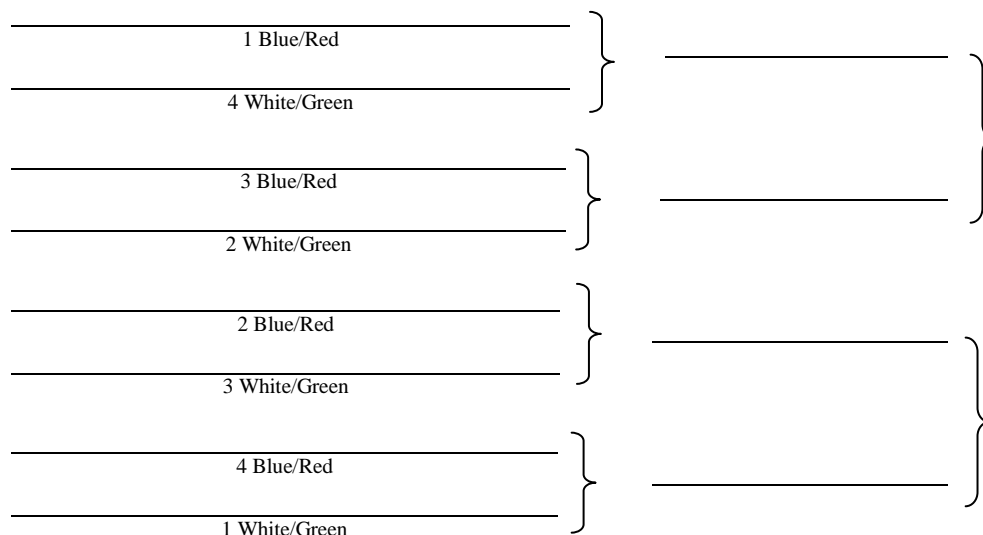 1 Blue/Red
4 White/Green
3 Blue/Red
2 White/Green
2 Blue/Red
3 White/Green
4 Blue/Red
1 White/Green